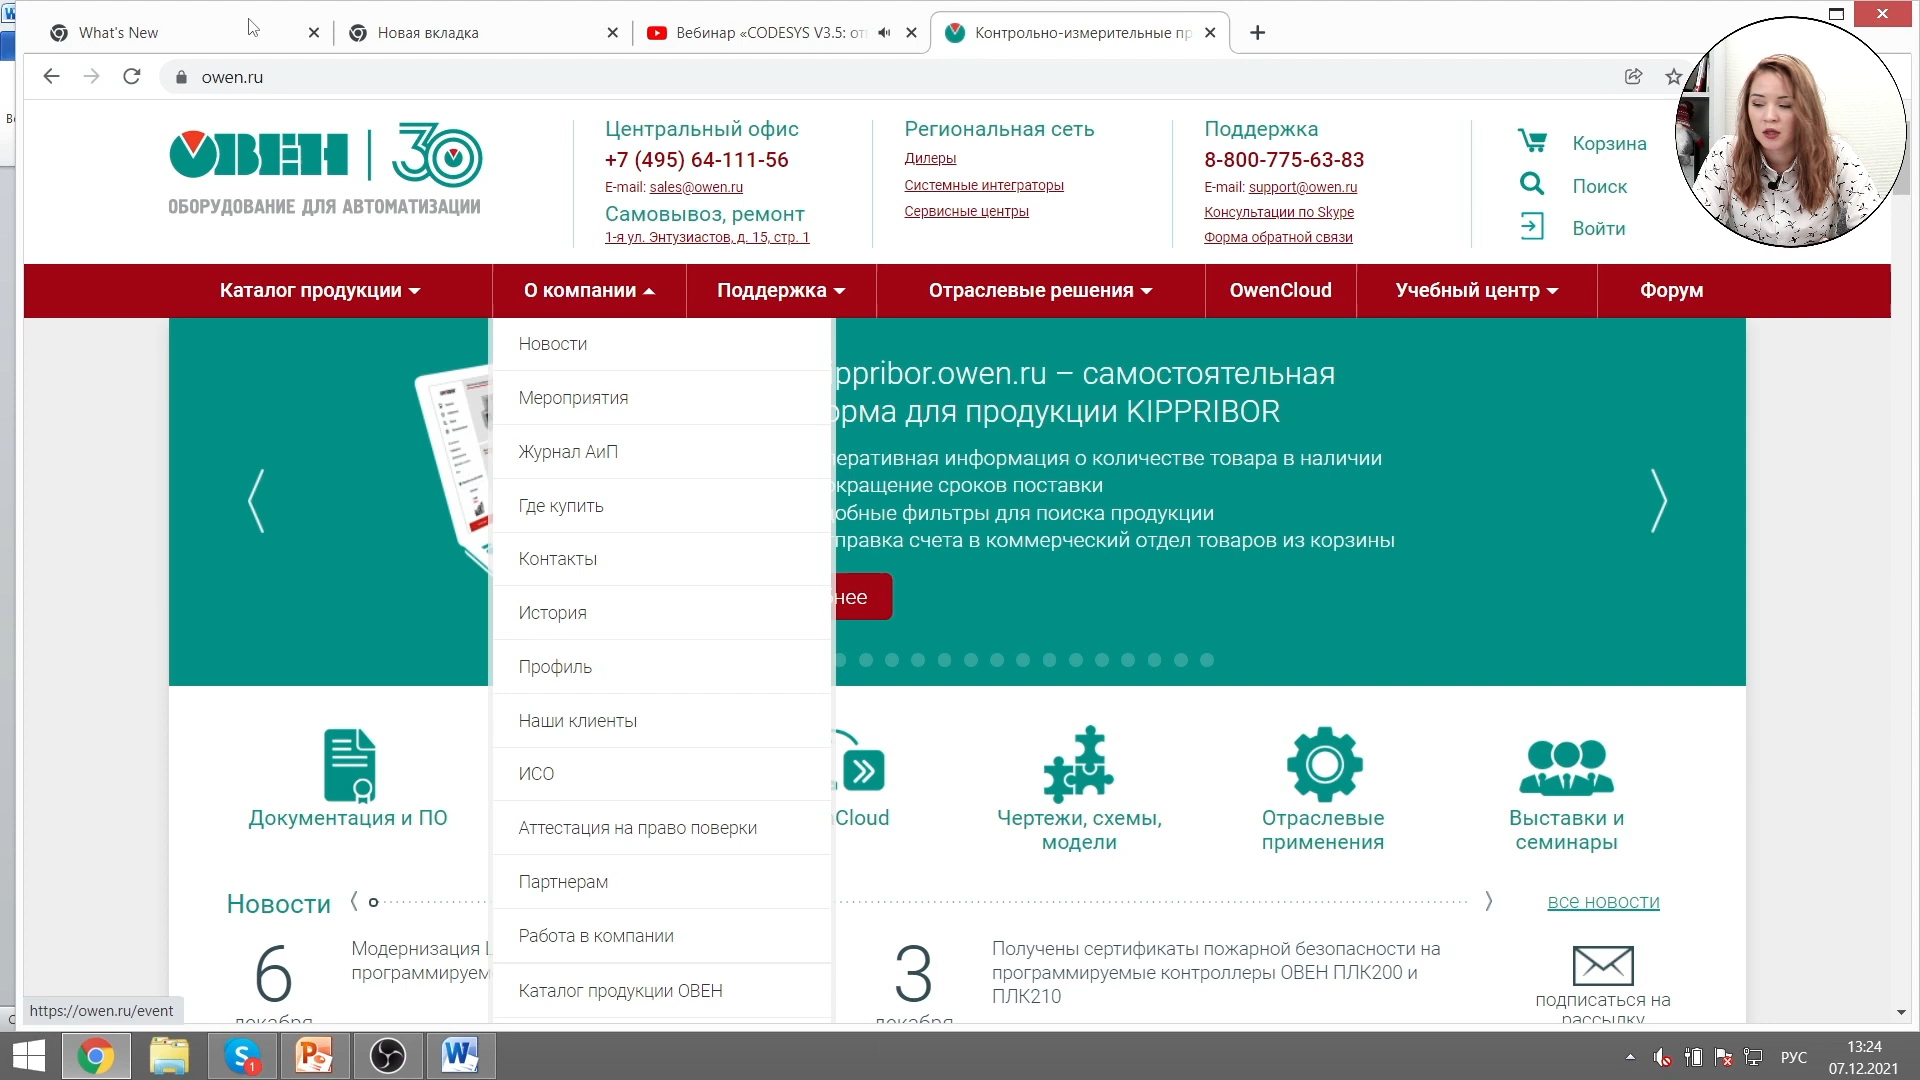 What's New
Новая вкладка
Вебинар «CODESYS V3.5:
Контрольно-измерительные
owen.ru
ОВЕН | 30
ОБОРУДОВАНИЕ ДЛЯ АВТОМАТИЗАЦИИ
Центральный офис
+7 (495) 64-111-56
E-mail: sales@owen.ru
Самовывоз, ремонт
1-я ул. Энтузиастов, д. 15, стр. 1
Региональная сеть
Дилеры
Системные интеграторы
Сервисные центры
Поддержка
8-800-775-63-83
E-mail: support@owen.ru
Консультации по Skype
Форма обратной связи
Корзина
Поиск
Войти
Каталог продукции
О компании
Поддержка
Отраслевые решения
OwenCloud
Учебный центр
Форум
Новости
Мероприятия
Журнал АиП
Где купить
Контакты
История
Профиль
Наши клиенты
ИСО
Аттестация на право поверки
Партнерам
Работа в компании
Каталог продукции ОВЕН
ppribor.owen.ru – самостоятельная
орма для продукции KIPPRIBOR
еративная информация о количестве товара в наличии
кращение сроков поставки
обные фильтры для поиска продукции
правка счета в коммерческий отдел товаров из корзины
нее
Документация и ПО
Cloud
Чертежи, схемы,
модели
Отраслевые
применения
Выставки и
семинары
Новости
все новости
6
декабря
Модернизация
программируем
3
декабря
Получены сертификаты пожарной безопасности на
программируемые контроллеры ОВЕН ПЛК200 и
ПЛК210
подписаться на
рассылку
https://owen.ru/event
1
РУС
13:24
07.12.2021